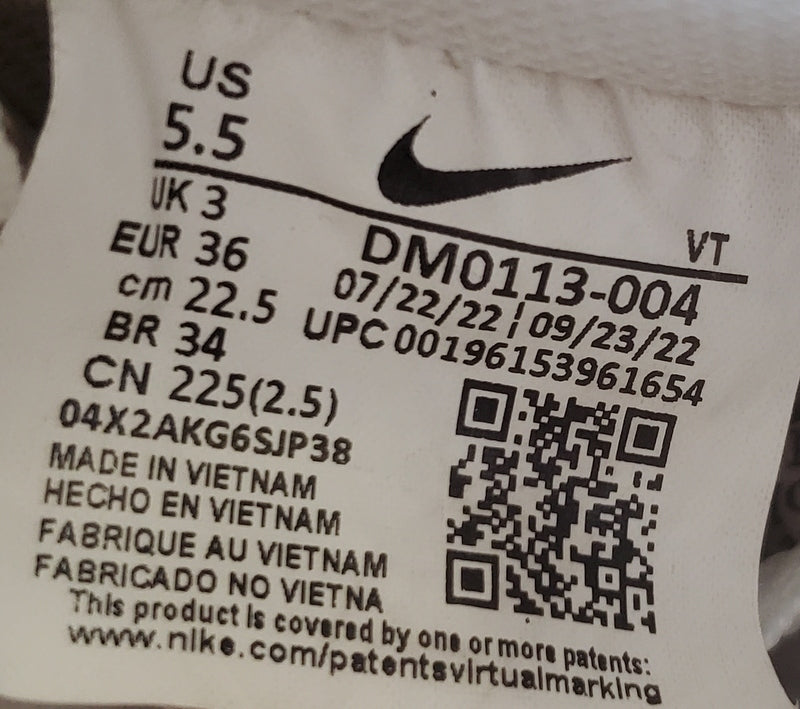 US
5.5
UK 3
EUR 36
cm 22.5
BR 34
CN 225(2.5)
04X2AKG6SJP38
MADE IN VIETNAM
HECHO EN VIETNAM
FABRIQUE AU VIETNAM
FABRICADO NO VIETNA
VT
DM0113-004
07/22/22 | 09/23/22
UPC 00196153961654
This product is covered by one or more patents:
www.nike.com/patentsvirtualmarking